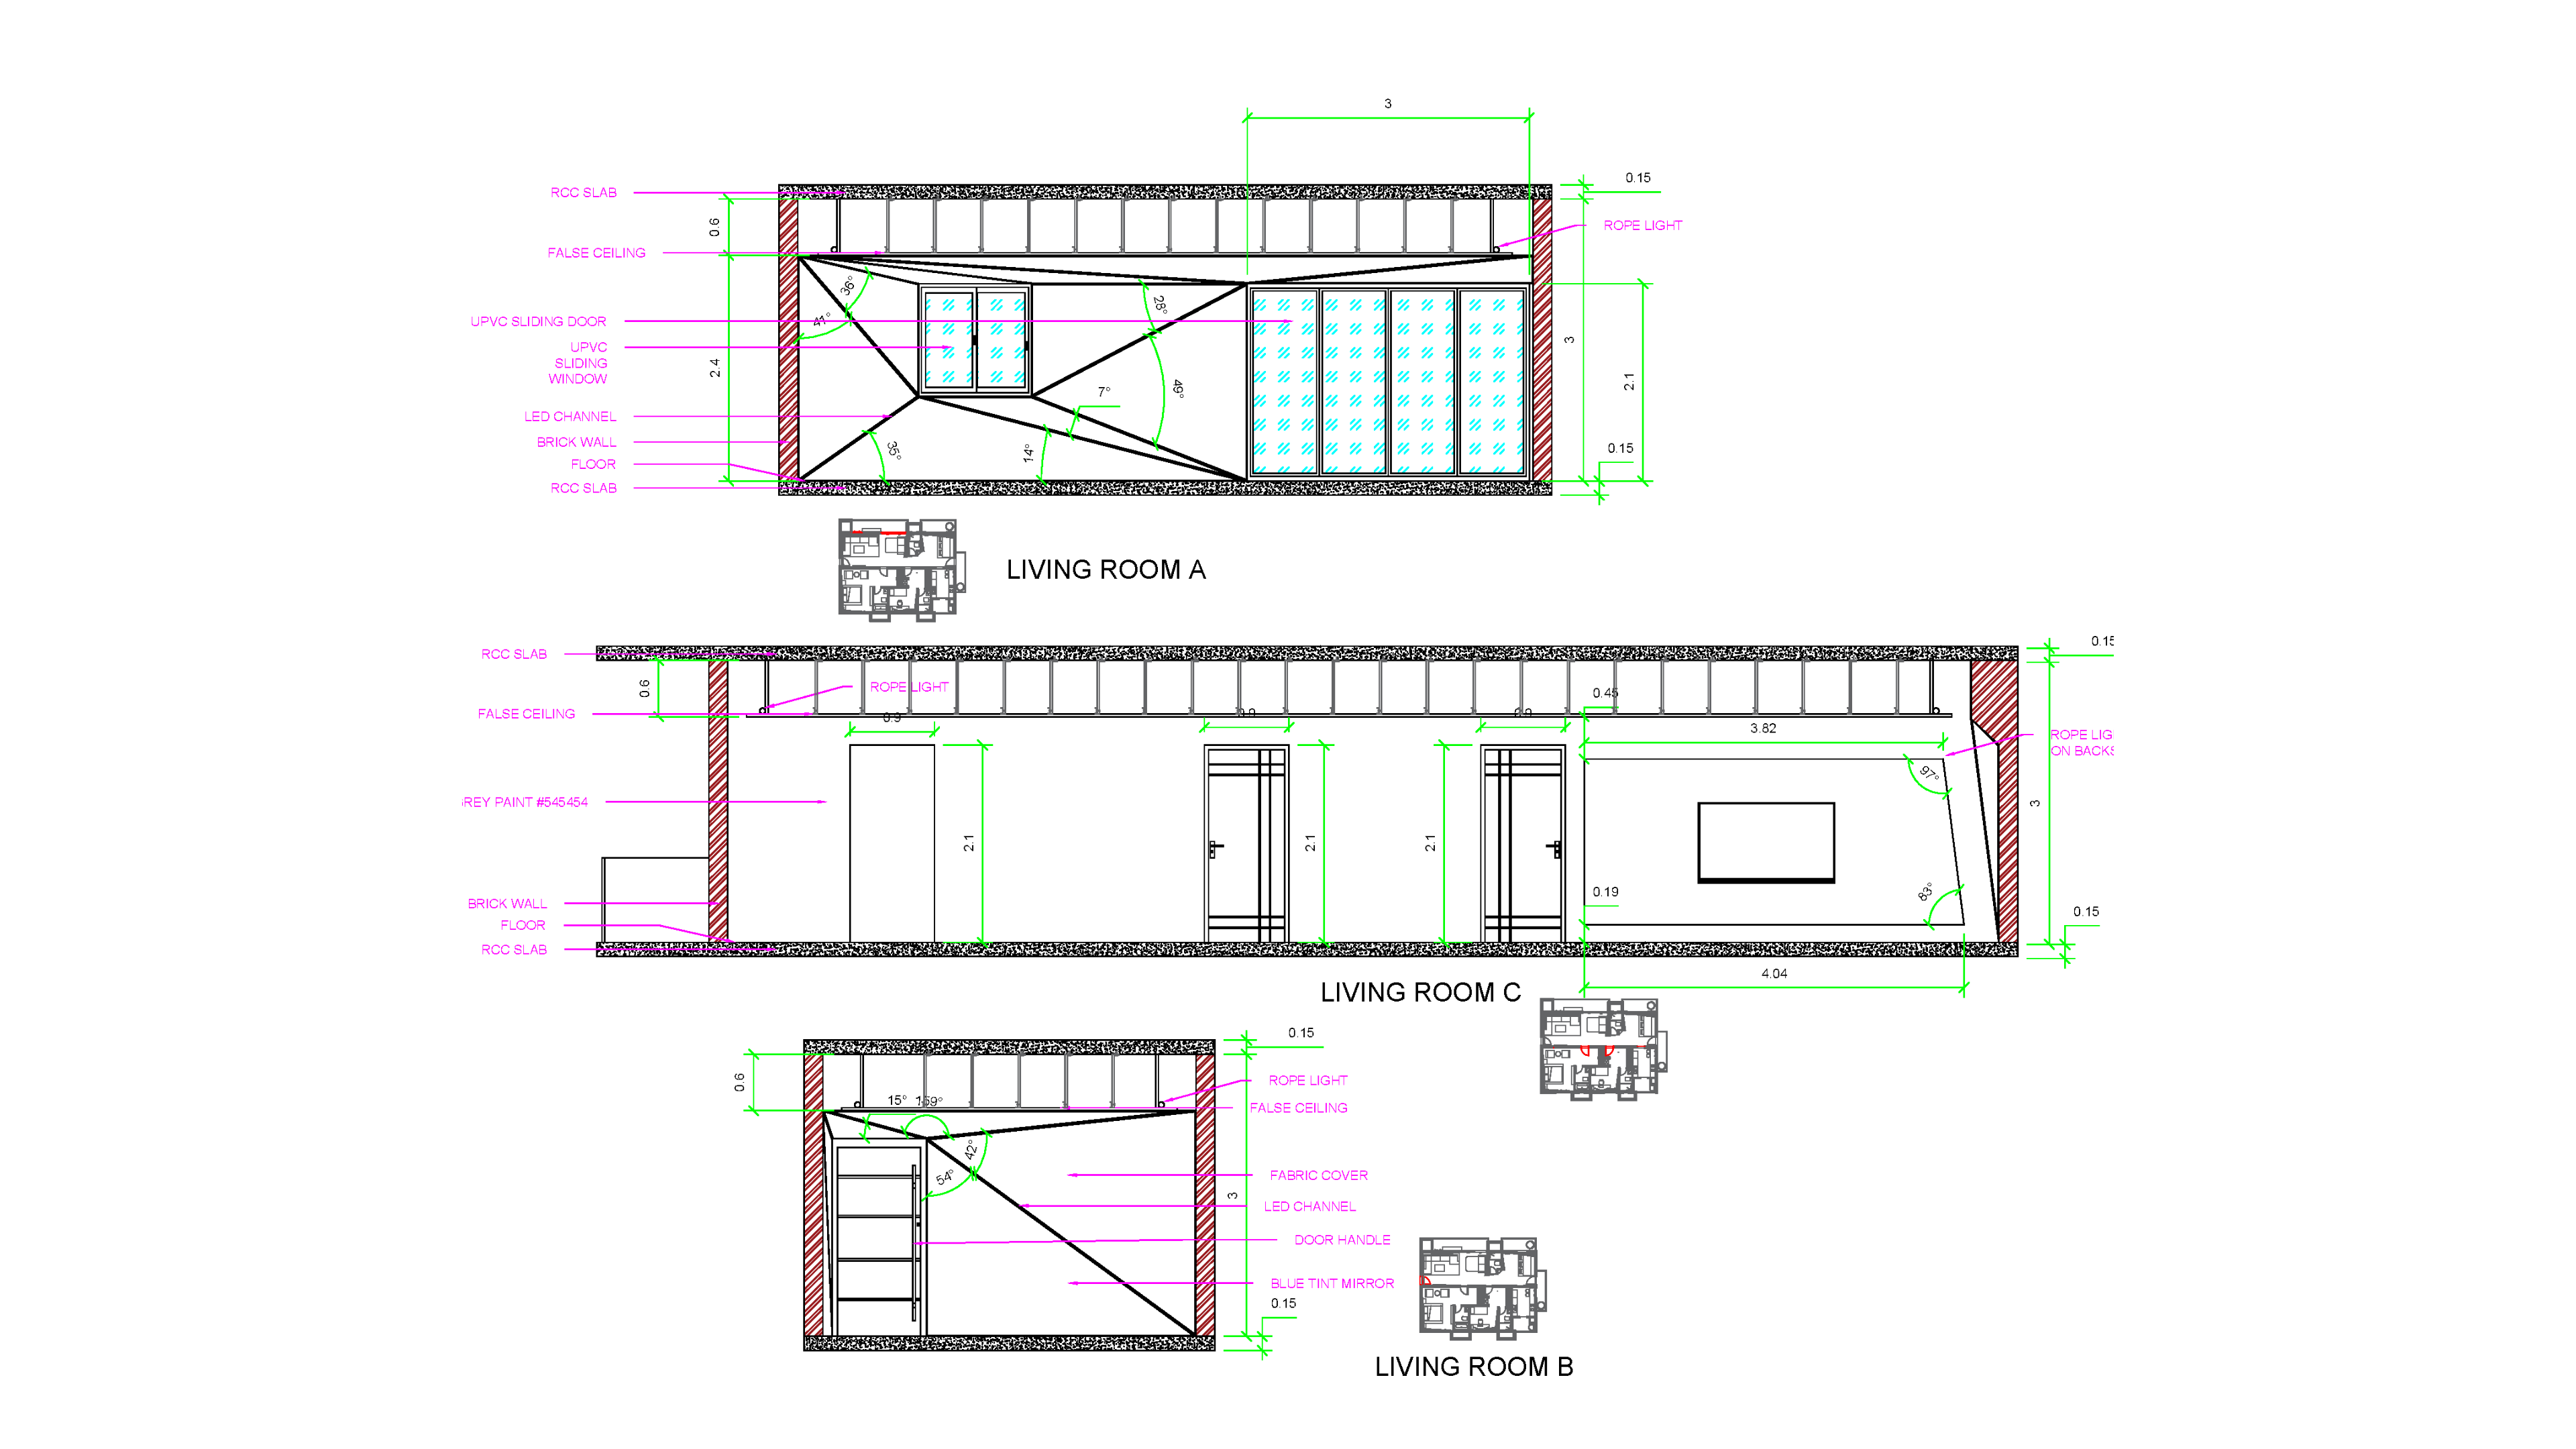 3
RCC SLAB
0.15
0.6
ROPE LIGHT
FALSE CEILING
36°
41°
28°
UPVC SLIDING DOOR
UPVC
SLIDING
WINDOW
3
2.4
2.1
7°
49°
LED CHANNEL
BRICK WALL
35°
14°
0.15
FLOOR
RCC SLAB
LIVING ROOM A
RCC SLAB
0.15
0.6
ROPE LIGHT
0.45
FALSE CEILING
0.9
0.9
0.9
3.82
ROPE LIG
ON BACKS
97°
REY PAINT #545454
3
2.1
2.1
2.1
0.19
83°
BRICK WALL
0.15
FLOOR
RCC SLAB
4.04
LIVING ROOM C
0.15
0.6
ROPE LIGHT
15°
159°
FALSE CEILING
42°
54°
FABRIC COVER
3
LED CHANNEL
DOOR HANDLE
BLUE TINT MIRROR
0.15
LIVING ROOM B